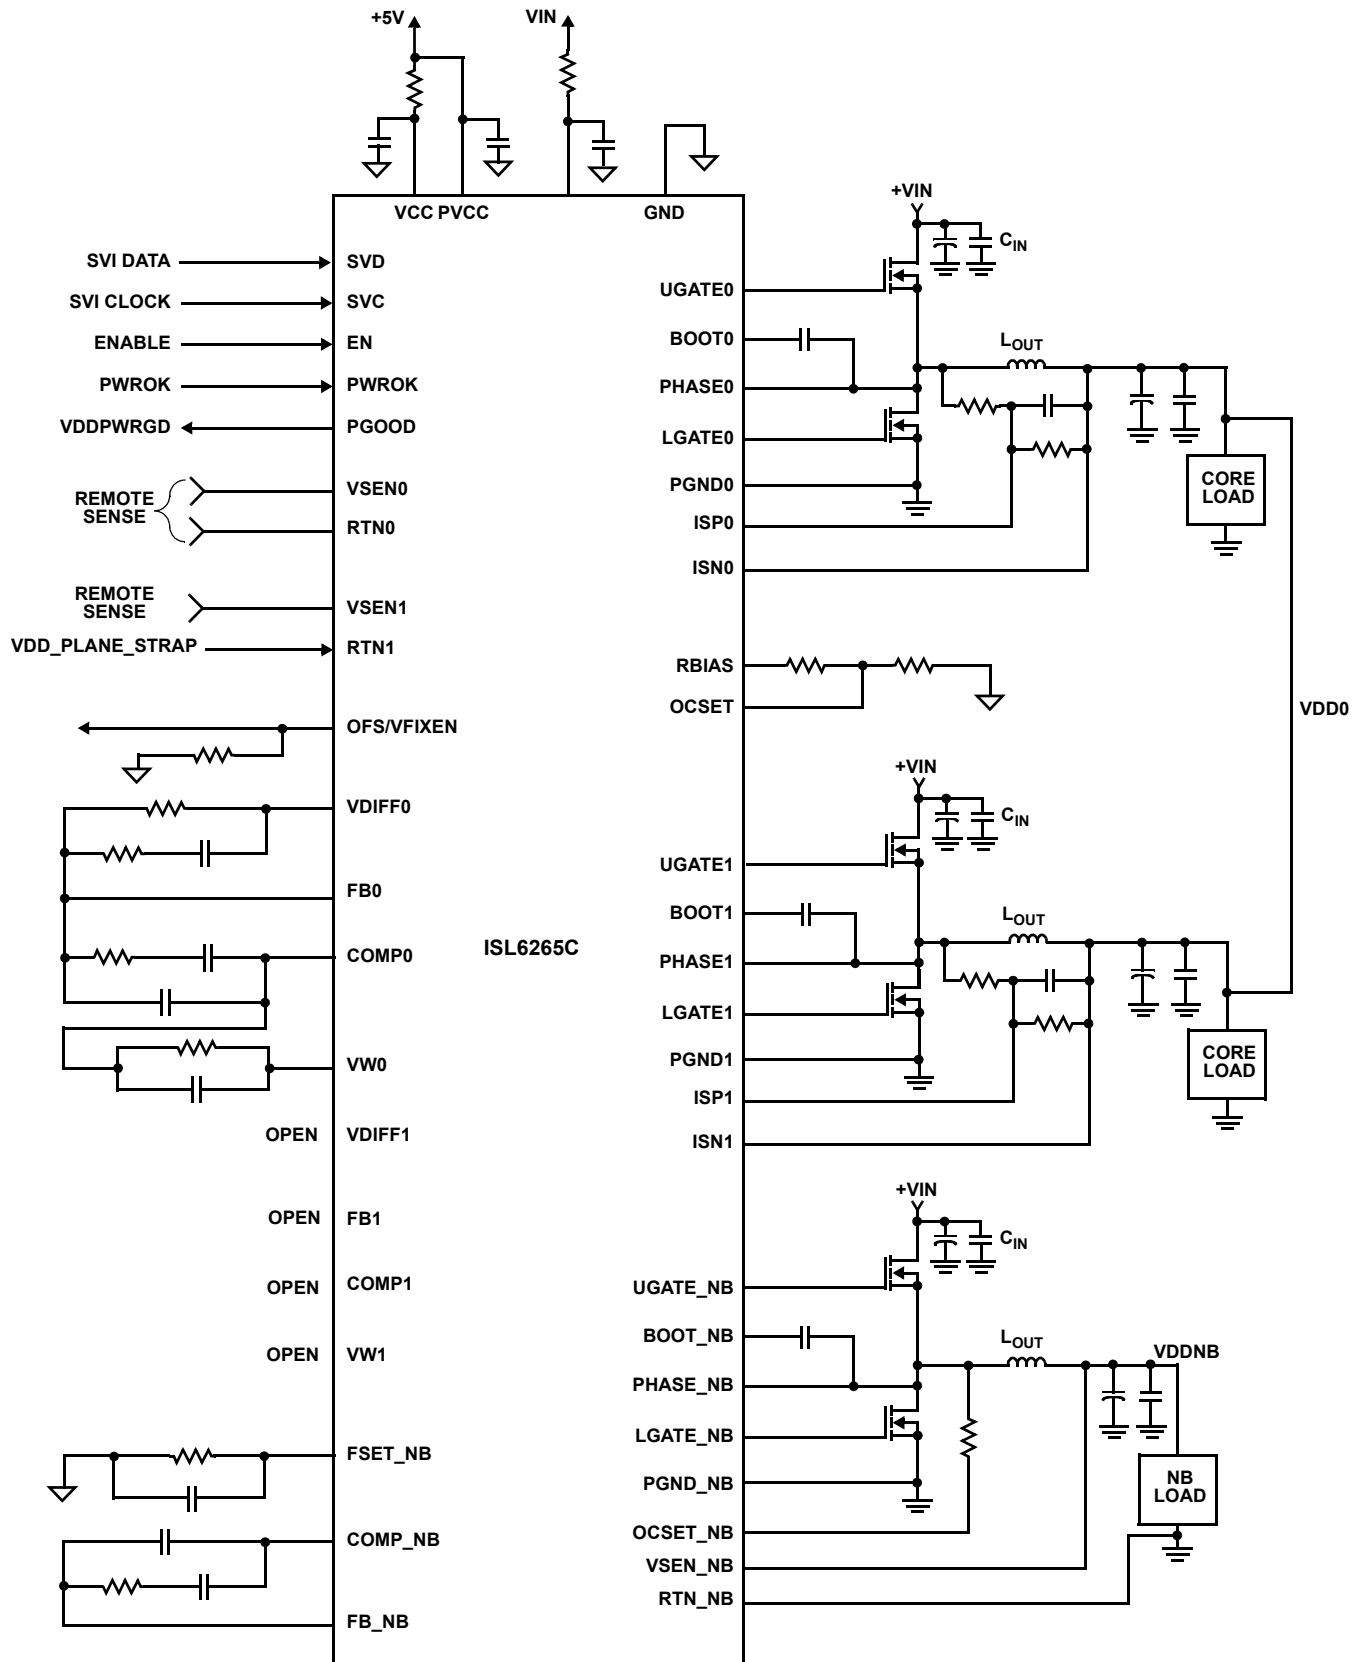 +5V
VIN
VCC PVCC
GND
SVI DATA
SVD
SVI CLOCK
SVC
ENABLE
EN
PWROK
PWROK
VDDPWRGD
PGOOD
REMOTE
SENSE
VSEN0
RTN0
REMOTE
SENSE
VSEN1
VDD_PLANE_STRAP
RTN1
OFS/VFIXEN
VDIFF0
FB0
COMP0
VW0
OPEN
VDIFF1
OPEN
FB1
OPEN
COMP1
OPEN
VW1
FSET_NB
COMP_NB
FB_NB
ISL6265C
+VIN
CIN
UGATE0
BOOT0
LOUT
PHASE0
LGATE0
PGND0
CORE
LOAD
ISP0
ISN0
RBIAS
OCSET
VDD0
+VIN
CIN
UGATE1
BOOT1
LOUT
PHASE1
LGATE1
PGND1
CORE
LOAD
ISP1
ISN1
+VIN
CIN
UGATE_NB
BOOT_NB
LOUT
VDDNB
PHASE_NB
LGATE_NB
PGND_NB
NB
LOAD
OCSET_NB
VSEN_NB
RTN_NB